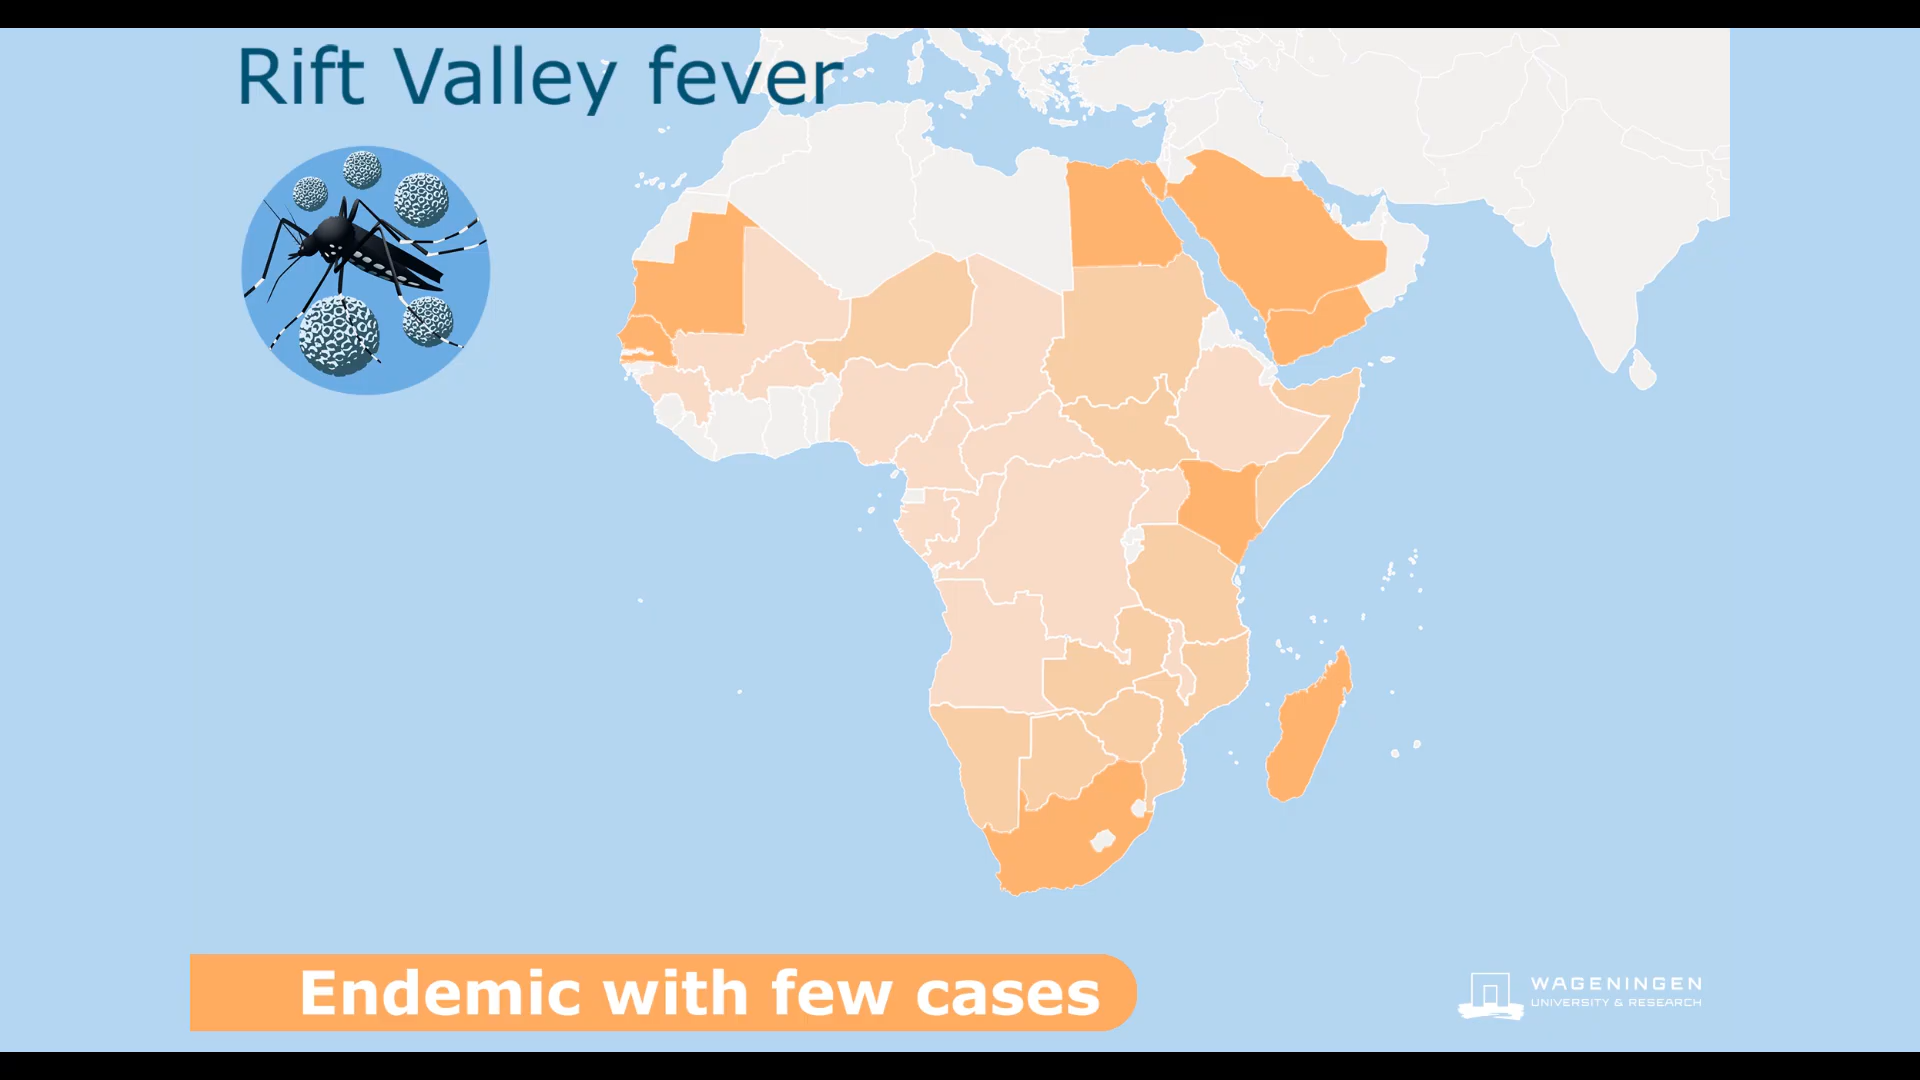 Rift Valley fever
Endemic with few cases
WAGENINGEN
UNIVERSITY & RESEARCH